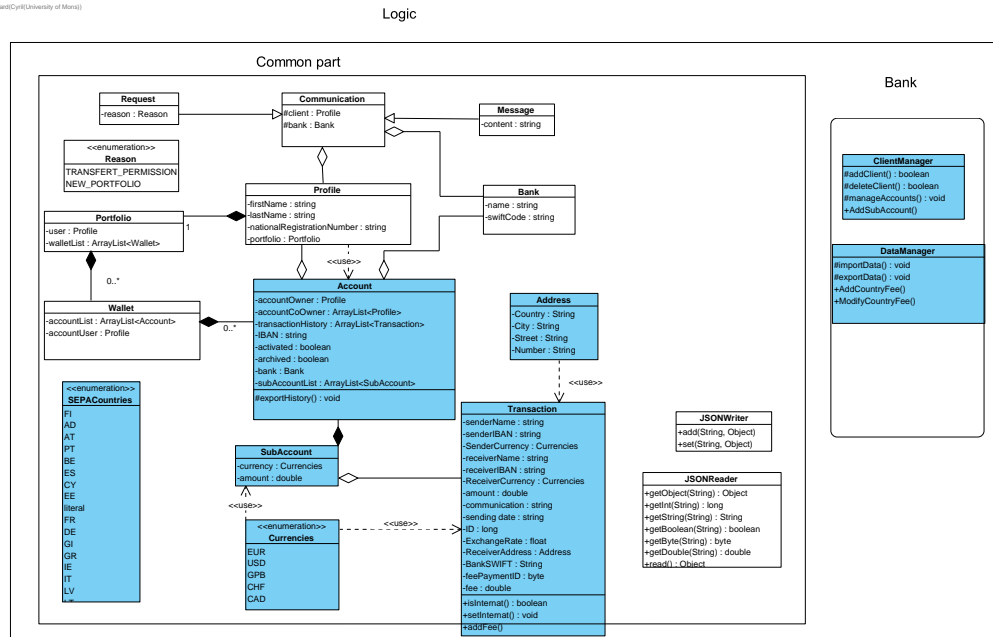 ard(Cyril(University of Mons))
Logic
Common part
Bank
Request
-reason : Reason
Communication
#client : Profile
#bank : Bank
Message
-content : string
<<enumeration>>
Reason
TRANSFERT_PERMISSION
NEW_PORTFOLIO
Profile
-firstName : string
-lastName : string
-nationalRegistrationNumber : string
-portfolio : Portfolio
Bank
-name : string
-swiftCode : string
Portfolio
-user : Profile
-walletList : ArrayList<Wallet>
1
<<use>>
0..*
Wallet
-accountList : ArrayList<Account>
-accountUser : Profile
0..*
Account
-accountOwner : Profile
-accountCoOwner : ArrayList<Profile>
-transactionHistory : ArrayList<Transaction>
-IBAN : string
-activated : boolean
-archived : boolean
-bank : Bank
-subAccountList : ArrayList<SubAccount>
#exportHistory() : void
Address
-Country : String
-City : String
-Street : String
-Number : String
<<use>>
<<enumeration>>
SEPACountries
FI
AD
AT
PT
BE
ES
CY
EE
literal
FR
DE
GI
GR
IE
IT
LV
SubAccount
-currency : Currencies
-amount : double
<<use>>
<<use>>
<<enumeration>>
Currencies
EUR
USD
GPB
CHF
CAD
Transaction
-senderName : string
-senderIBAN : string
-SenderCurrency : Currencies
-receiverName : string
-receiverIBAN : string
-ReceiverCurrency : Currencies
-amount : double
-communication : string
-sending date : string
-ID : long
-ExchangeRate : float
-ReceiverAddress : Address
-BankSWIFT : String
-feePaymentID : byte
-fee : double
+isInternat() : boolean
+setInternat() : void
+addFee()
JSONWriter
+add(String, Object)
+set(String, Object)
JSONReader
+getObject(String) : Object
+getInt(String) : long
+getString(String) : String
+getBoolean(String) : boolean
+getByte(String) : byte
+getDouble(String) : double
+read() : Object
ClientManager
#addClient() : boolean
#deleteClient() : boolean
#manageAccounts() : void
+AddSubAccount()
DataManager
#importData() : void
#exportData() : void
+AddCountryFee()
+ModifyCountryFee()